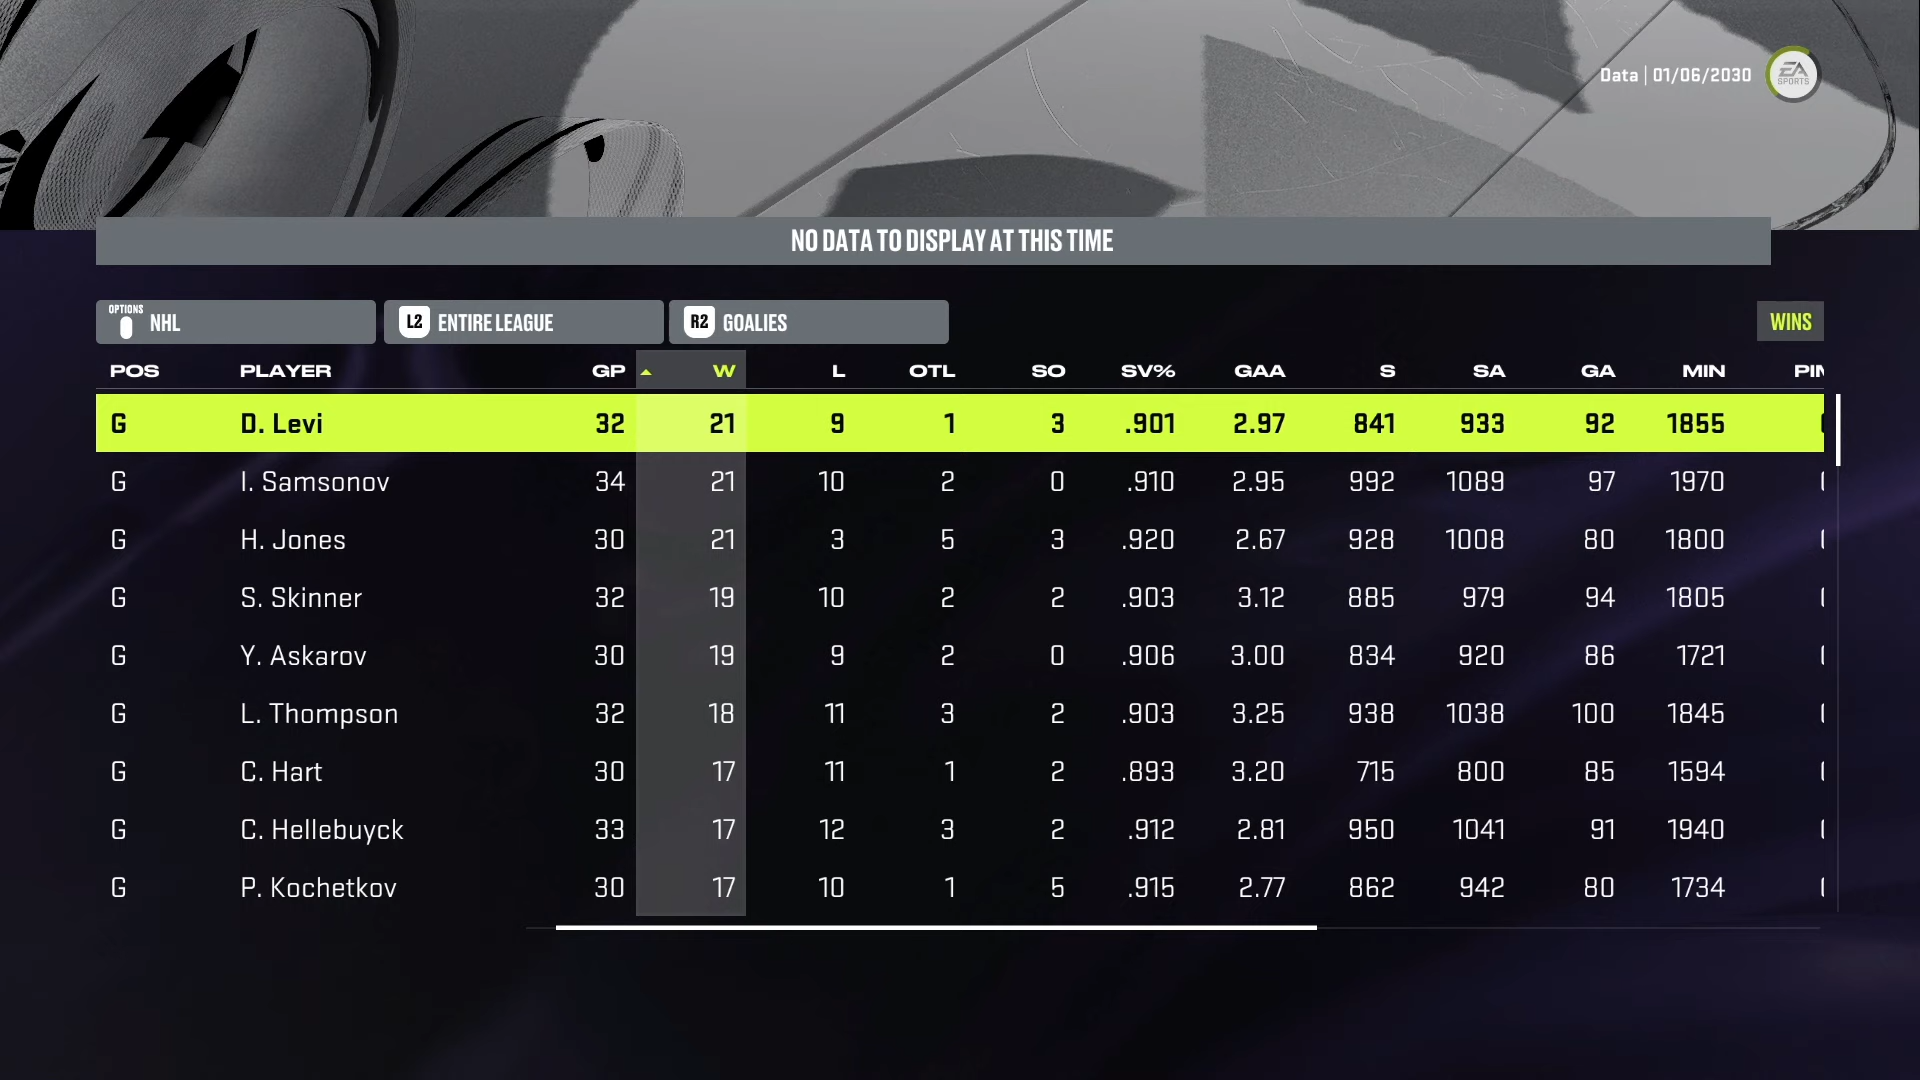 Data | 01/06/2030
EA SPORTS
NO DATA TO DISPLAY AT THIS TIME
OPTIONS NHL L2 ENTIRE LEAGUE R2 GOALIES WINS
POS PLAYER GP W L OTL SO SV% GAA S SA GA MIN
G D. Levi 32 21 9 1 3 .901 2.97 841 933 92 1855
G I. Samsonov 34 21 10 2 0 .910 2.95 992 1089 97 1970
G H. Jones 30 21 3 5 3 .920 2.67 928 1008 80 1800
G S. Skinner 32 19 10 2 2 .903 3.12 885 979 94 1805
G Y. Askarov 30 19 9 2 0 .906 3.00 834 920 86 1721
G L. Thompson 32 18 11 3 2 .903 3.25 938 1038 100 1845
G C. Hart 30 17 11 1 2 .893 3.20 715 800 85 1594
G C. Hellebuyck 33 17 12 3 2 .912 2.81 950 1041 91 1940
G P. Kochetkov 30 17 10 1 5 .915 2.77 862 942 80 1734